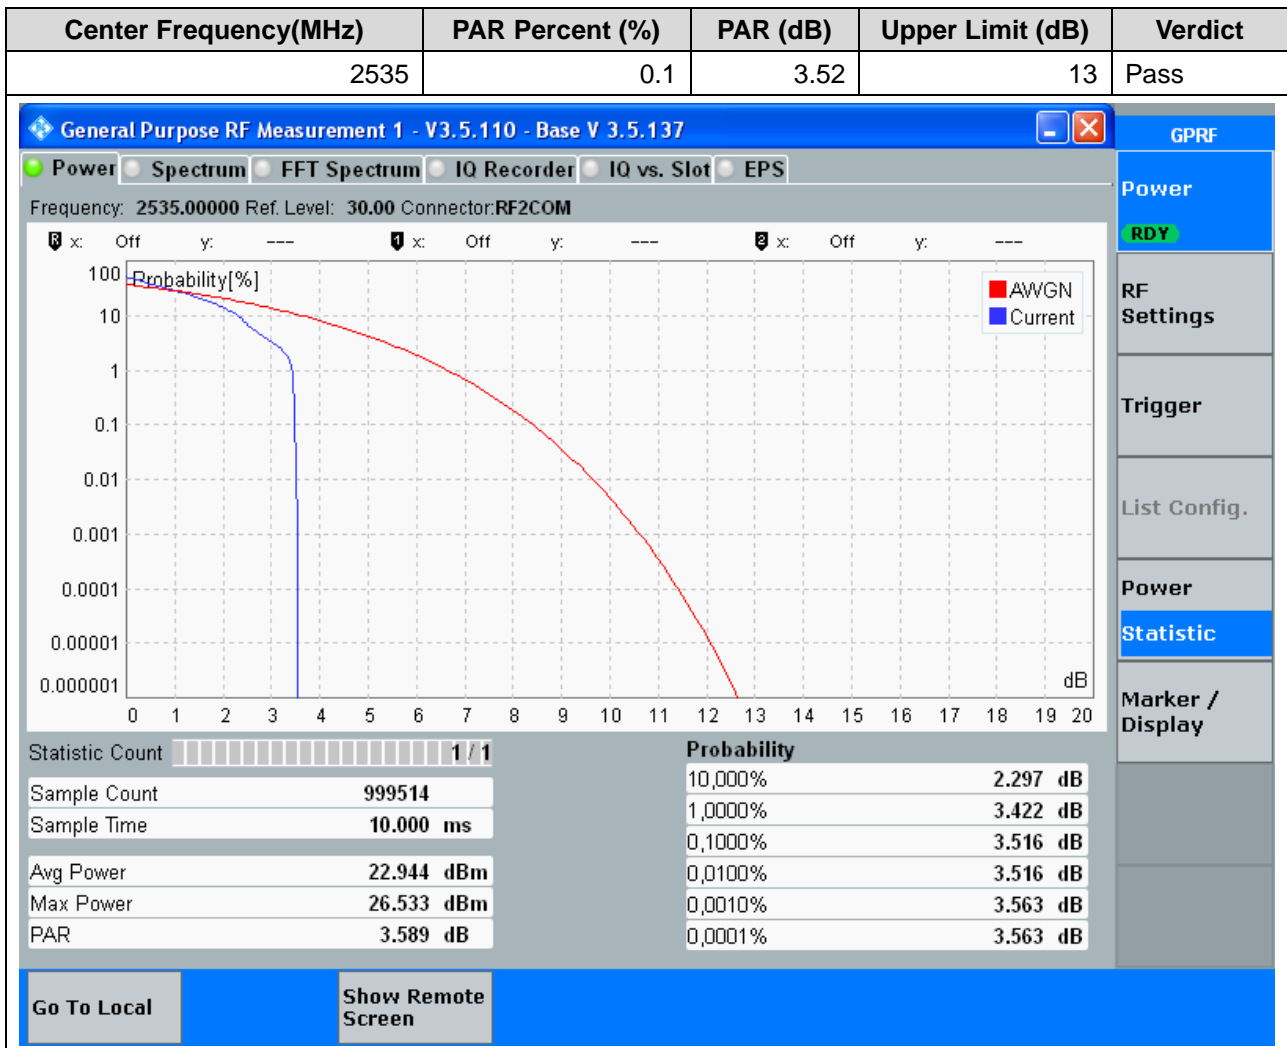 Center Frequency(MHz) PAR Percent (%) PAR (dB) Upper Limit (dB) Verdict
2535 0.1 3.52 13 Pass
General Purpose RF Measurement 1 - V3.5.110 - Base V 3.5.137
GPRF
Power Spectrum FFT Spectrum IQ Recorder IQ vs. Slot EPS
Power
RDY
Frequency: 2535.00000 Ref. Level: 30.00 Connector:RF2COM
R x: Off y: --- 1 x: Off y: --- 2 x: Off y: ---
Probability[%]
AWGN
Current
100
10
1
0.1
0.01
0.001
0.0001
0.00001
0.000001
dB
0 1 2 3 4 5 6 7 8 9 10 11 12 13 14 15 16 17 18 19 20
RF
Settings
Trigger
List Config.
Power
Statistic
Marker /
Display
Statistic Count 1 / 1
Sample Count 999514
Sample Time 10.000 ms
Avg Power 22.944 dBm
Max Power 26.533 dBm
PAR 3.589 dB
Probability
10,000% 2.297 dB
1,0000% 3.422 dB
0,1000% 3.516 dB
0,0100% 3.516 dB
0,0010% 3.563 dB
0,0001% 3.563 dB
Go To Local
Show Remote
Screen